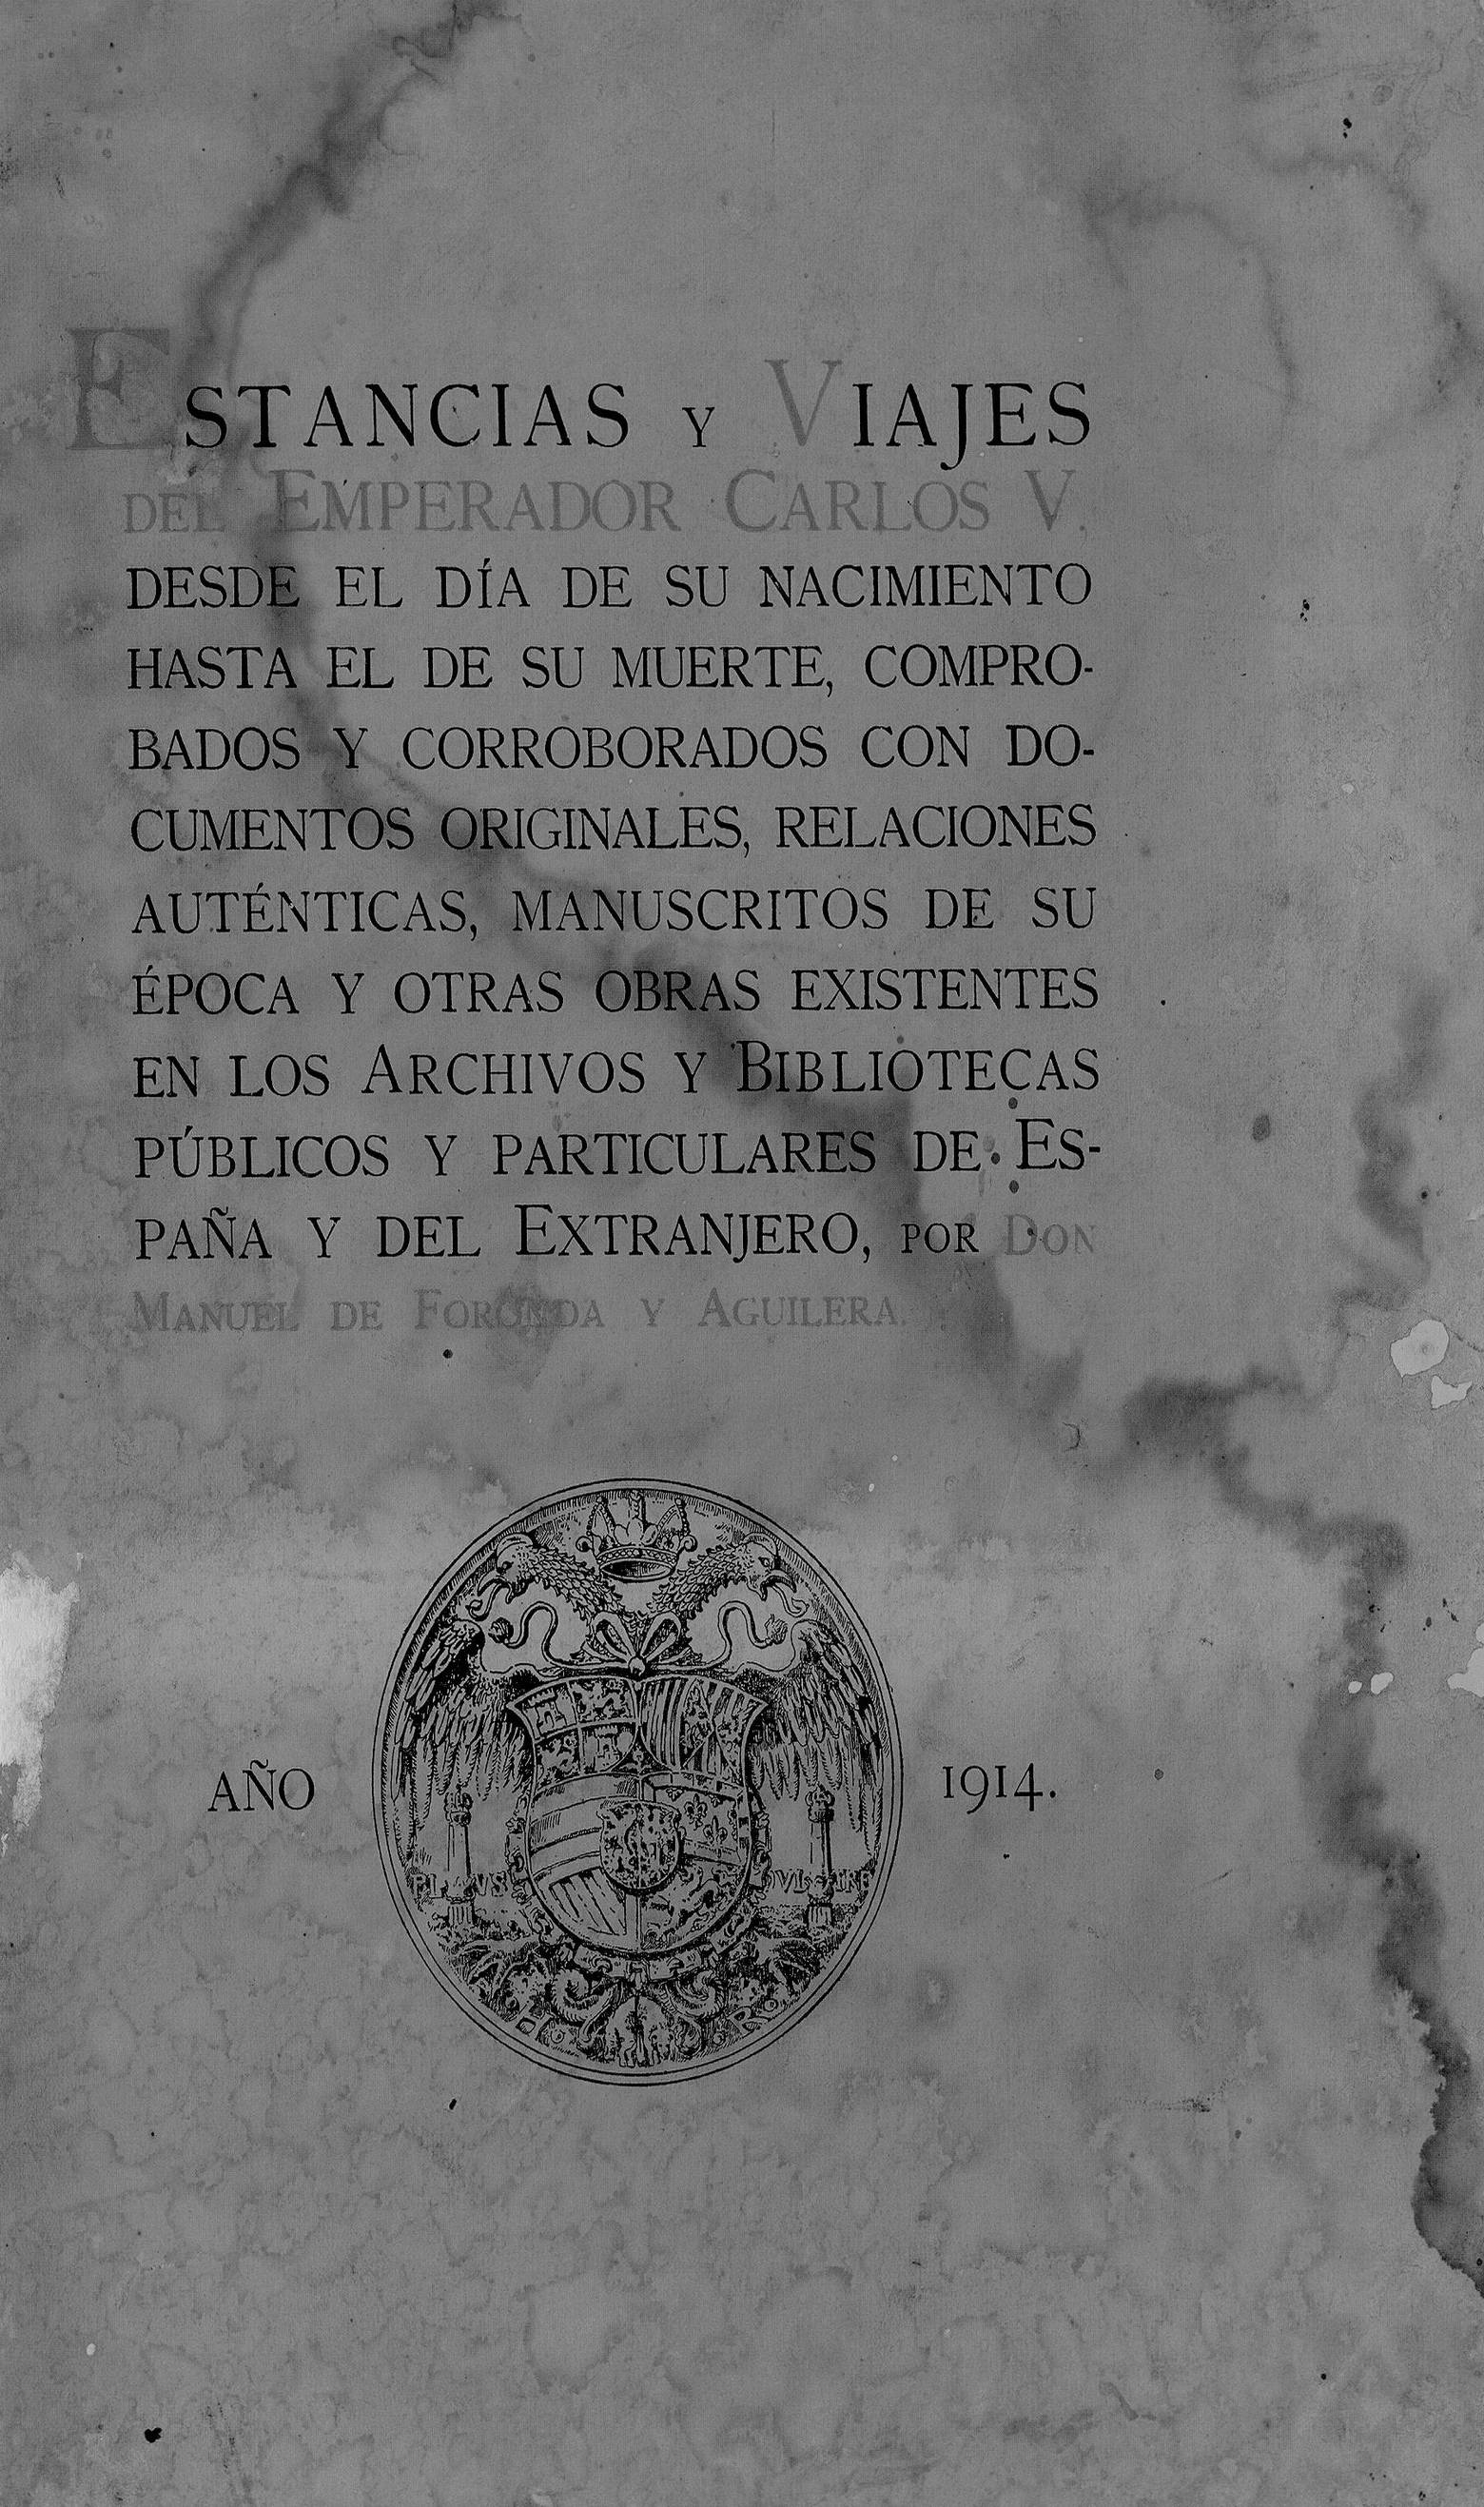 ESTANCIAS Y VIAJES
DEL EMPERADOR CARLOS V.
DESDE EL DÍA DE SU NACIMIENTO
HASTA EL DE SU MUERTE, COMPRO-
BADOS Y CORROBORADOS CON DO-
CUMENTOS ORIGINALES, RELACIONES
AUTÉNTICAS, MANUSCRITOS DE SU
ÉPOCA Y OTRAS OBRAS EXISTENTES
EN LOS ARCHIVOS Y BIBLIOTECAS
PÚBLICOS Y PARTICULARES DE ES-
PAÑA Y DEL EXTRANJERO, POR DON
MANUEL DE FORONDA Y AGUILERA.
AÑO 1914.